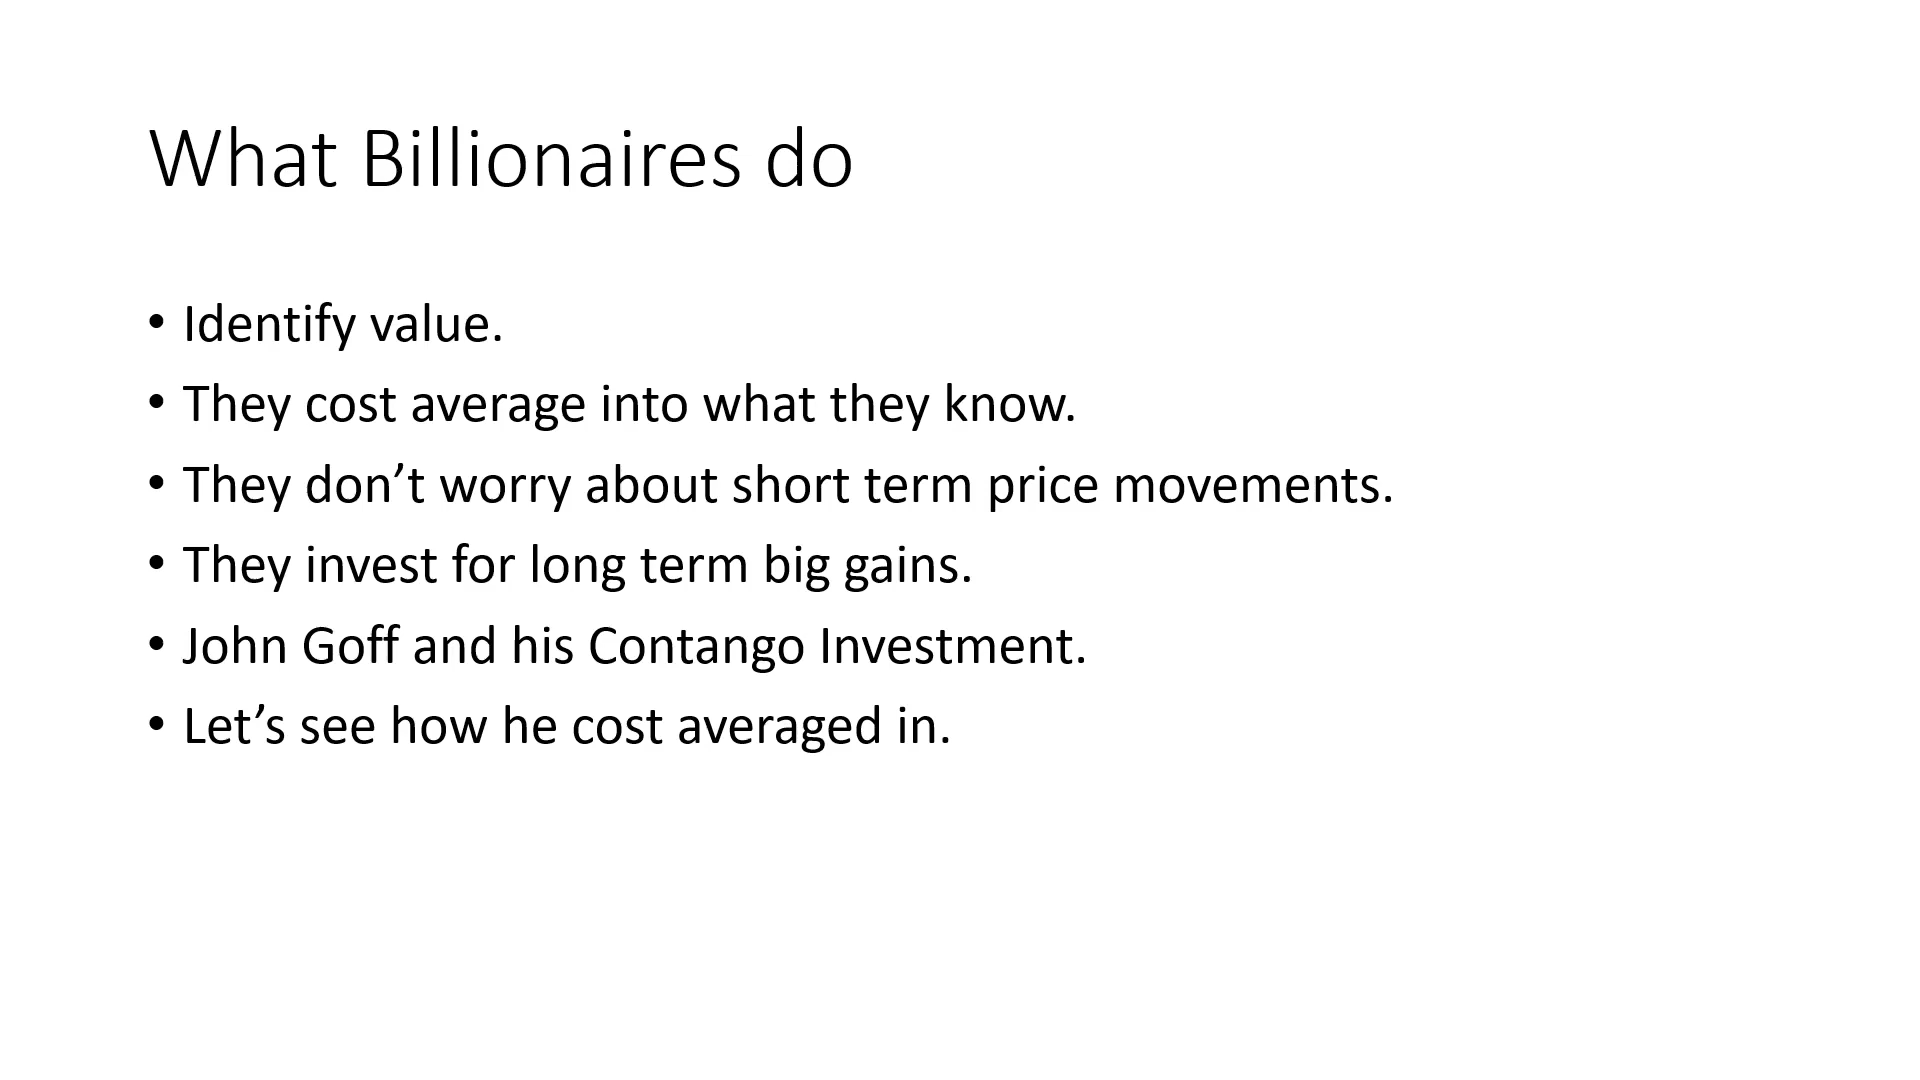 What Billionaires do
• Identify value.
• They cost average into what they know.
• They don’t worry about short term price movements.
• They invest for long term big gains.
• John Goff and his Contango Investment.
• Let’s see how he cost averaged in.